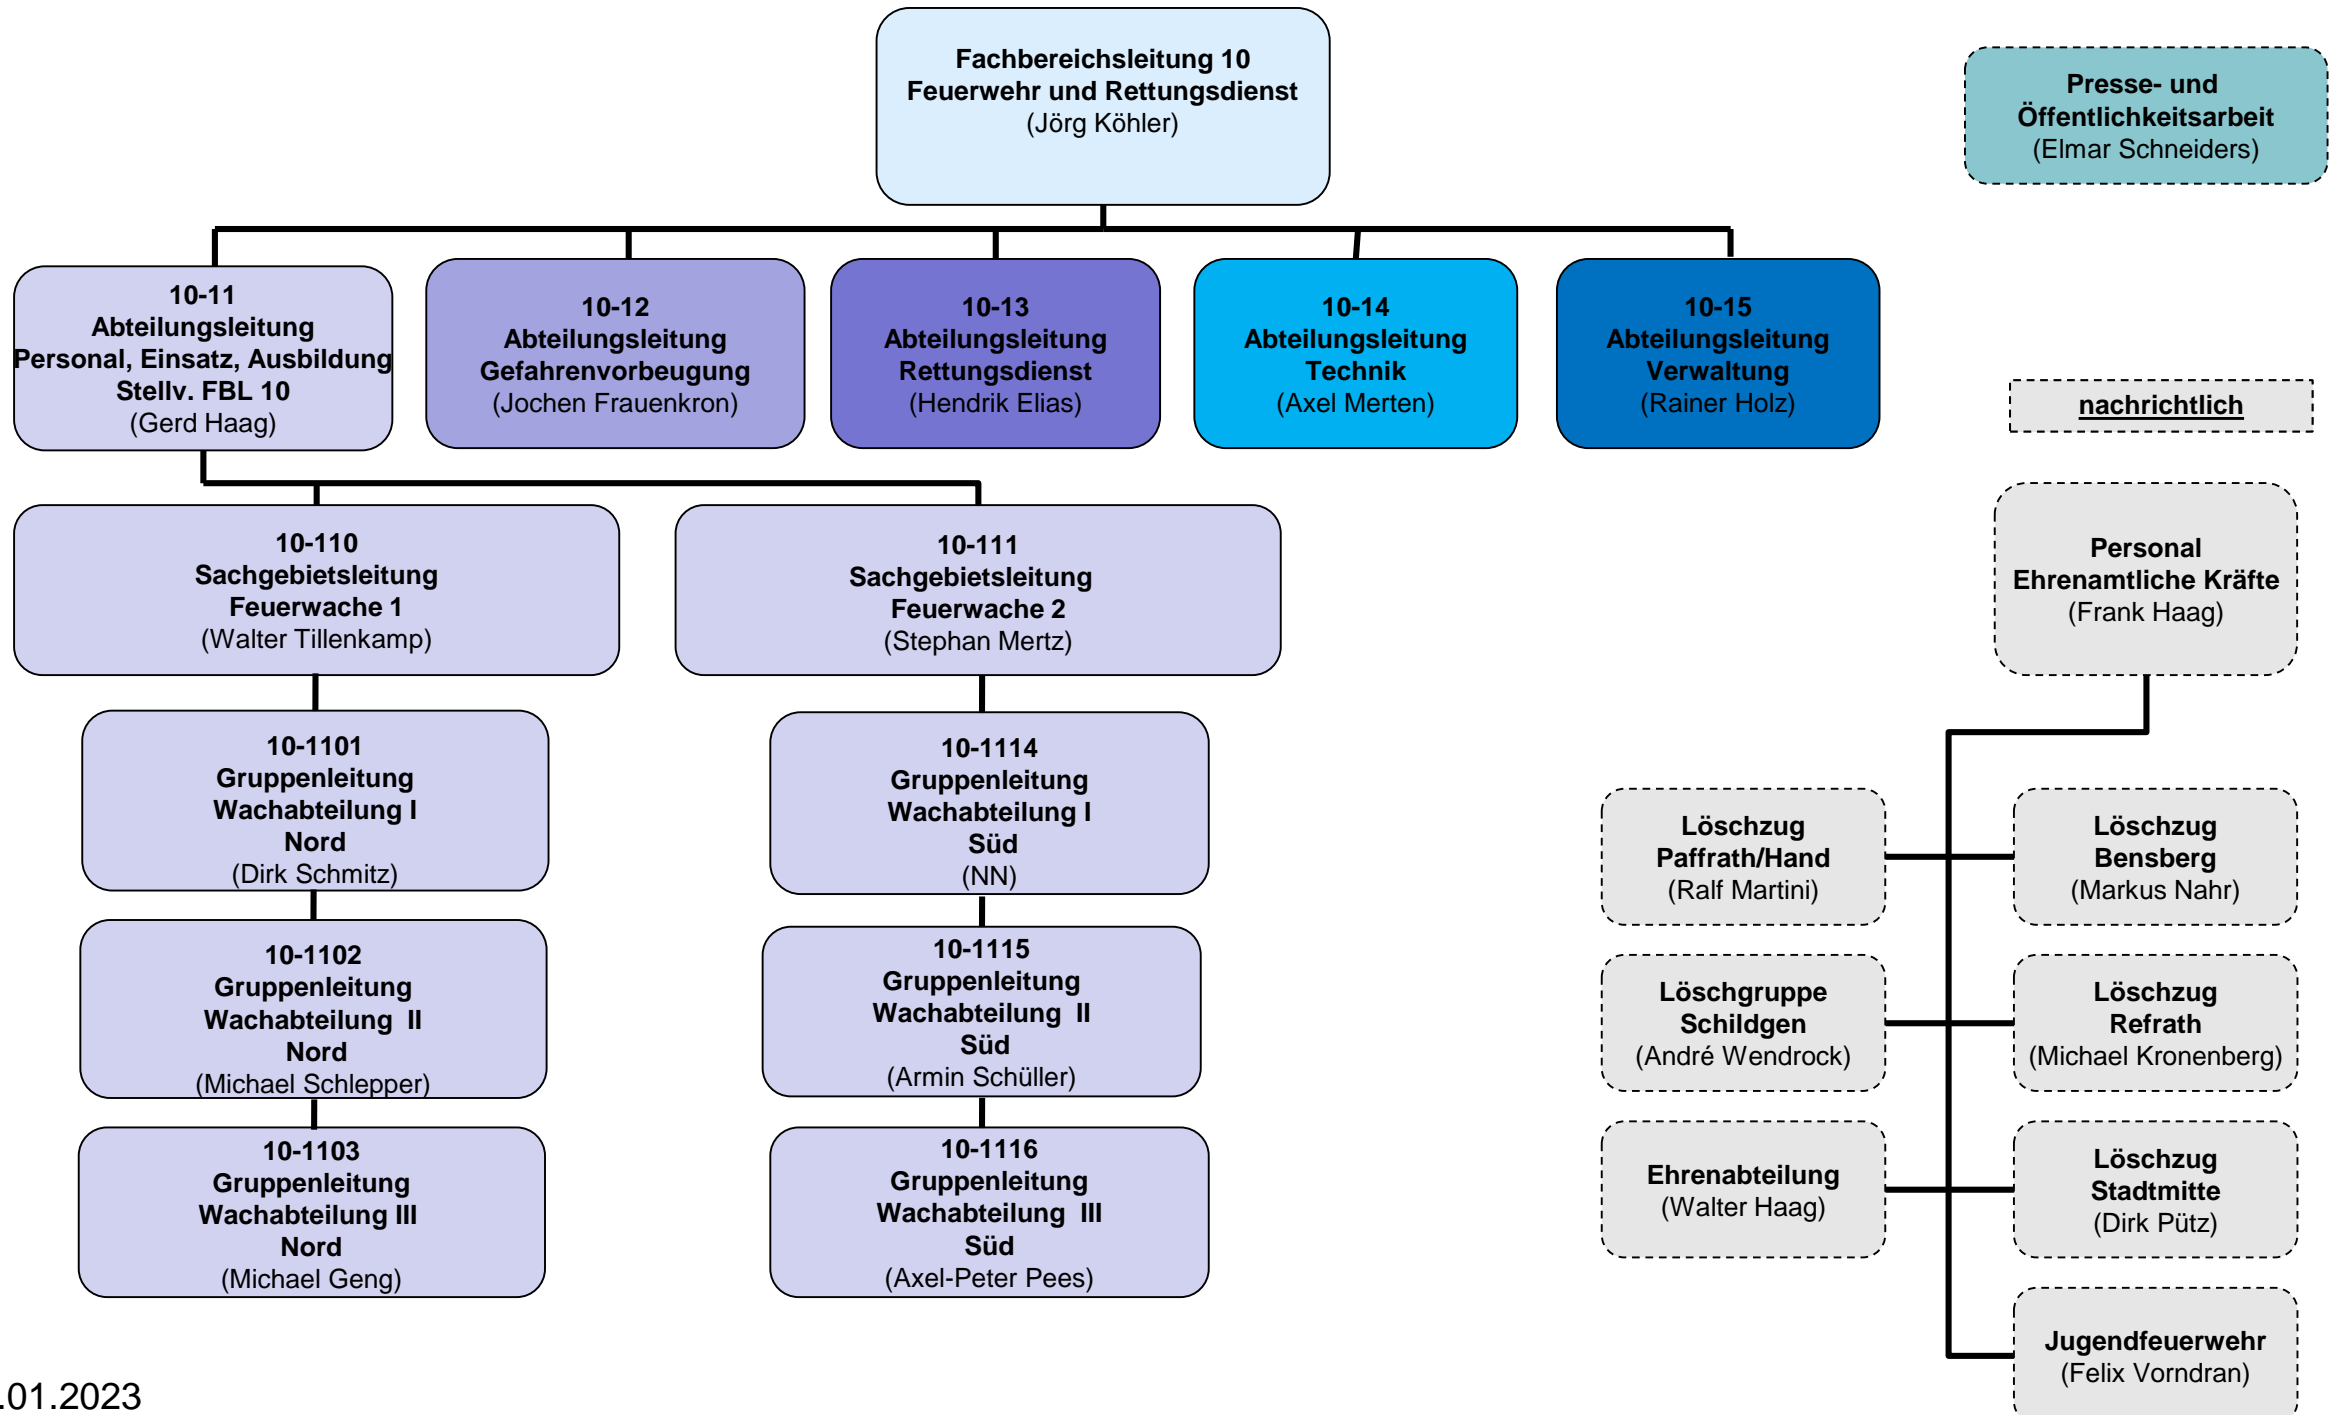 Fachbereichsleitung 10
Feuerwehr und Rettungsdienst
(Jörg Köhler)
Presse- und
Öffentlichkeitsarbeit
(Elmar Schneiders)
10-11
Abteilungsleitung
Personal, Einsatz, Ausbildung
Stellv. FBL 10
(Gerd Haag)
10-12
Abteilungsleitung
Gefahrenvorbeugung
(Jochen Frauenkron)
10-13
Abteilungsleitung
Rettungsdienst
(Hendrik Elias)
10-14
Abteilungsleitung
Technik
(Axel Merten)
10-15
Abteilungsleitung
Verwaltung
(Rainer Holz)
nachrichtlich
10-110
Sachgebietsleitung
Feuerwache 1
(Walter Tillenkamp)
10-111
Sachgebietsleitung
Feuerwache 2
(Stephan Mertz)
Personal
Ehrenamtliche Kräfte
(Frank Haag)
10-1101
Gruppenleitung
Wachabteilung I
Nord
(Dirk Schmitz)
10-1114
Gruppenleitung
Wachabteilung I
Süd
(NN)
Löschzug
Paffrath/Hand
(Ralf Martini)
Löschzug
Bensberg
(Markus Nahr)
10-1102
Gruppenleitung
Wachabteilung  II
Nord
(Michael Schlepper)
10-1115
Gruppenleitung
Wachabteilung  II
Süd
(Armin Schüller)
Löschgruppe
Schildgen
(André Wendrock)
Löschzug
Refrath
(Michael Kronenberg)
10-1103
Gruppenleitung
Wachabteilung III
Nord
(Michael Geng)
10-1116
Gruppenleitung
Wachabteilung  III
Süd
(Axel-Peter Pees)
Ehrenabteilung
(Walter Haag)
Löschzug
Stadtmitte
(Dirk Pütz)
Jugendfeuerwehr
(Felix Vorndran)
.01.2023